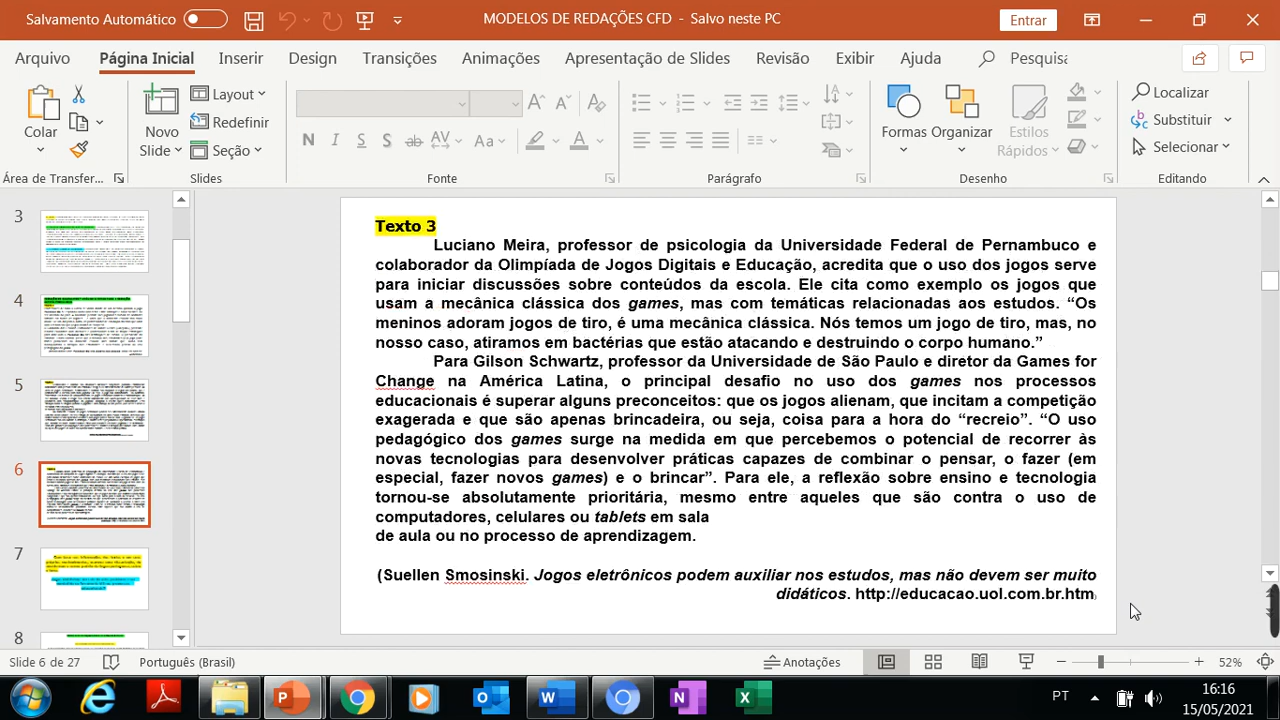 Salvamento Automático
MODELOS DE REDAÇÕES CFD - Salvo neste PC
Entrar
Arquivo Página Inicial Inserir Design Transições Animações Apresentação de Slides Revisão Exibir Ajuda Pesquisa
Colar
Novo Slide
Layout
Redefinir
Seção
N I S S ab AV Aa A
Formas Organizar Estilos Rápidos
Localizar
Substituir
Selecionar
Área de Transfer... Slides Fonte Parágrafo Desenho Editando
3
4
5
6
7
8
Texto 3
Luciano Meira, professor de psicologia da Universidade Federal de Pernambuco e
colaborador da Olimpíada de Jogos Digitais e Educação, acredita que o uso dos jogos serve
para iniciar discussões sobre conteúdos da escola. Ele cita como exemplo os jogos que
usam a mecânica clássica dos games, mas com enredos relacionados aos estudos. “Os
meninos adoram jogos de tiro, é uma mecânica clássica. Nós temos um jogo de tiro, mas, no
nosso caso, atiramos em bactérias que estão atacando e destruindo o corpo humano.”
Para Gilson Schwartz, professor da Universidade de São Paulo e diretor da Games for
Change na América Latina, o principal desafio no uso dos games nos processos
educacionais é superar alguns preconceitos: que os jogos alienam, que incitam a competição
exagerada e que são apenas brincadeira, ou seja, coisa para a hora do “recreio”. “O uso
pedagógico dos games surge na medida em que percebemos o potencial de recorrer às
novas tecnologias para desenvolver práticas capazes de combinar o pensar, o fazer (em
especial, fazer novos games) e o brincar”. Para ele, a reflexão sobre ensino e tecnologia
tornou-se absolutamente prioritária, mesmo entre aqueles que são contra o uso de
computadores, celulares ou tablets em sala
de aula ou no processo de aprendizagem.
(Suellen Smosinski. Jogos eletrônicos podem auxiliar nos estudos, mas não devem ser muito
didáticos. http://educacao.uol.com.br.htm)
Slide 6 de 27 Português (Brasil) Anotações 52%
PT 16:16
15/05/2021